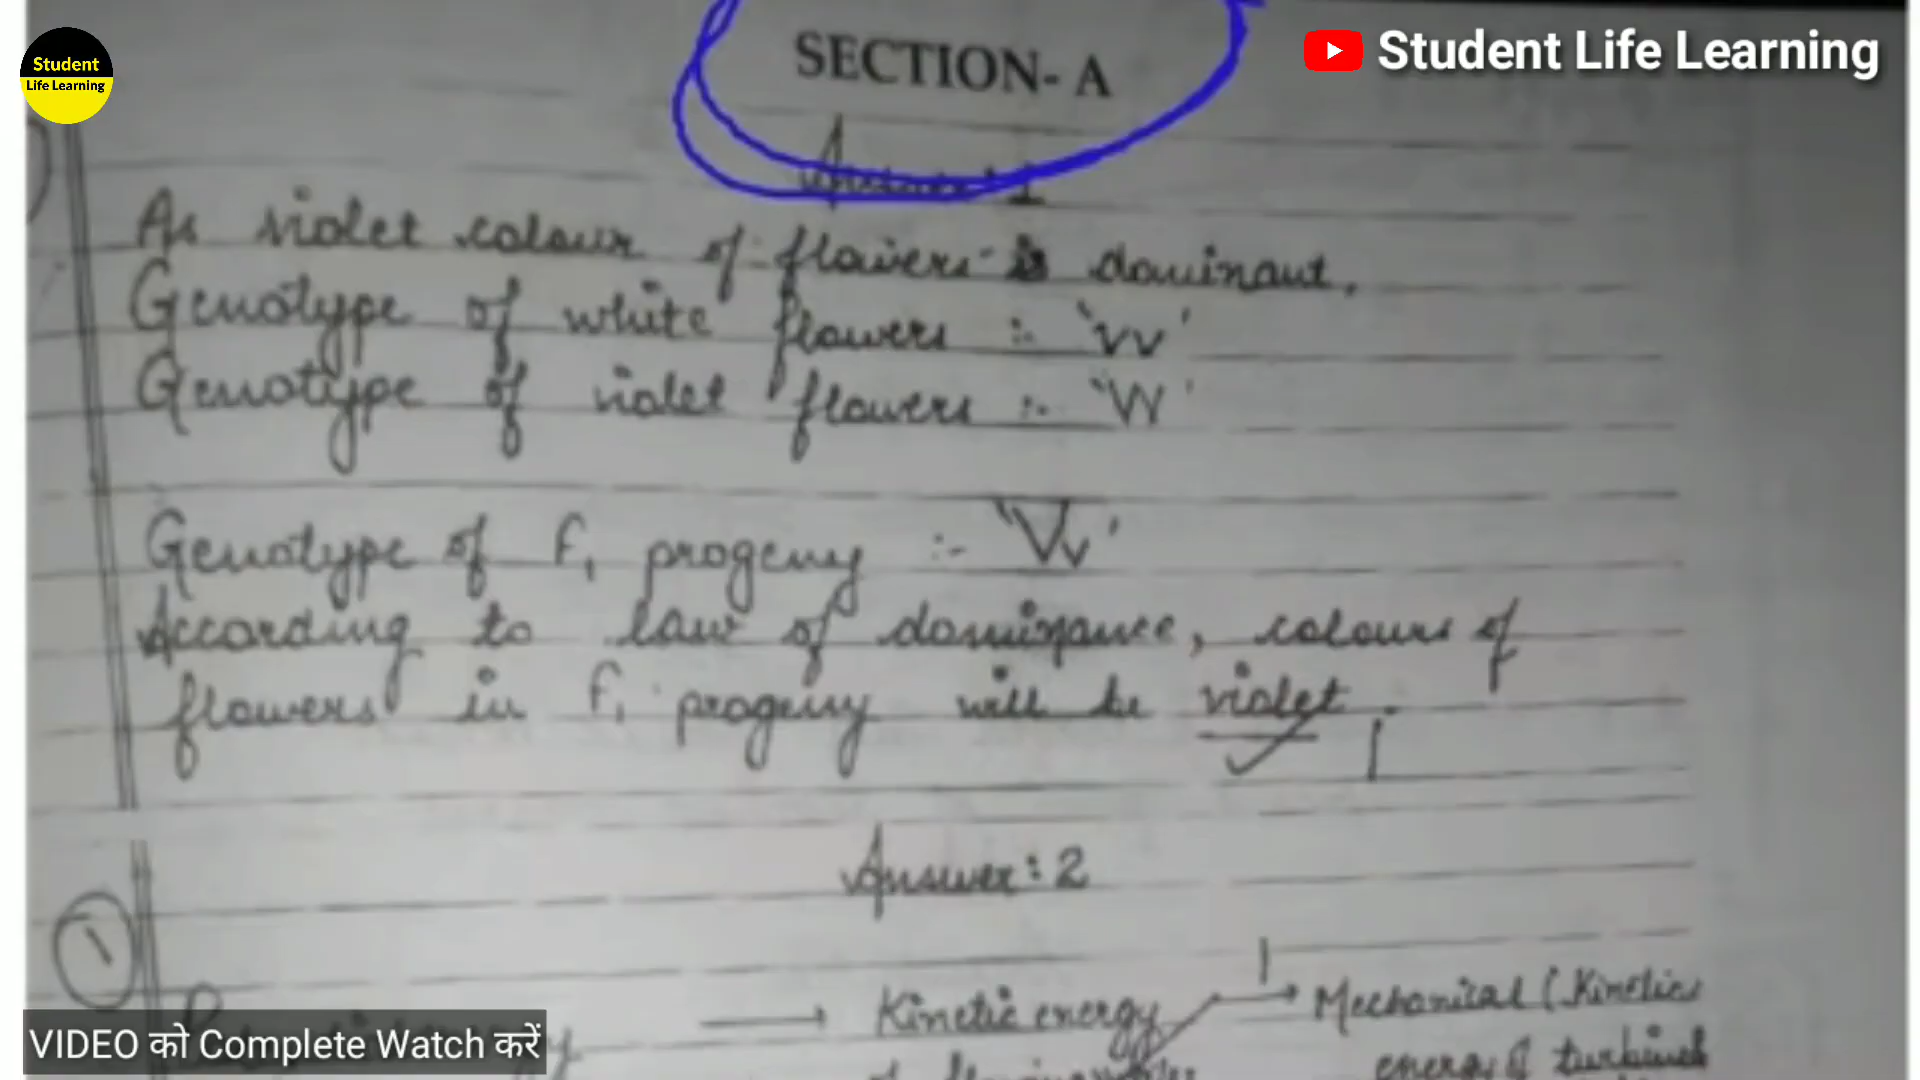 Student
Life Learning
Student Life Learning
SECTION- A
As violet colour of flowers is dominant.
Genotype of white flowers :- 'vv'
Genotype of violet flowers :- 'VV'
Genotype of F1 progeny :- 'Vv'
According to law of dominance, colours of
flowers in F1 progeny will be violet.
1
Answer: 2
1
→ Kinetic energy → Mechanical (Kinetic
energy of turbine
VIDEO को Complete Watch करें